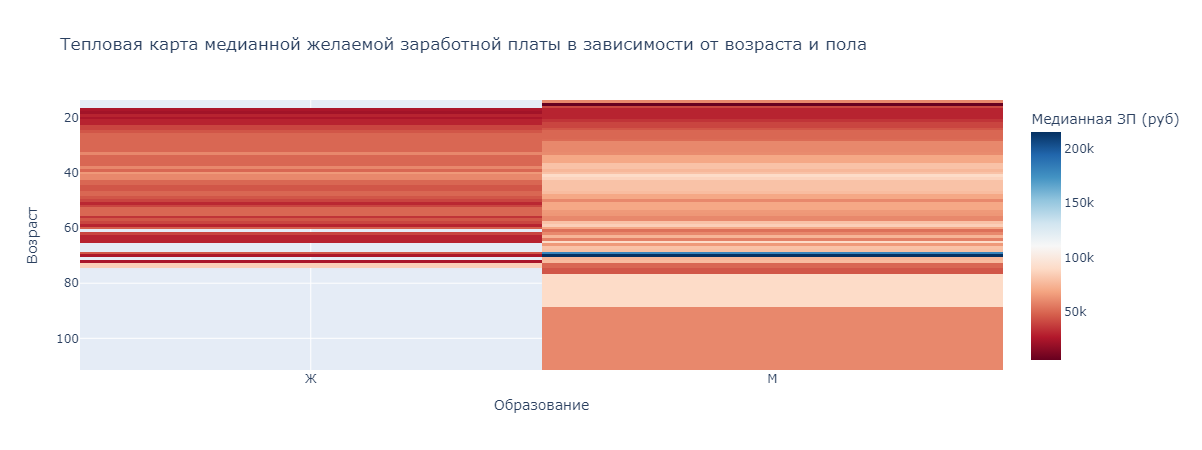 Тепловая карта медианной желаемой заработной платы в зависимости от возраста и пола
Медианная ЗП (руб)
200k
150k
100k
50k
Возраст
20
40
60
80
100
Ж
М
Образование